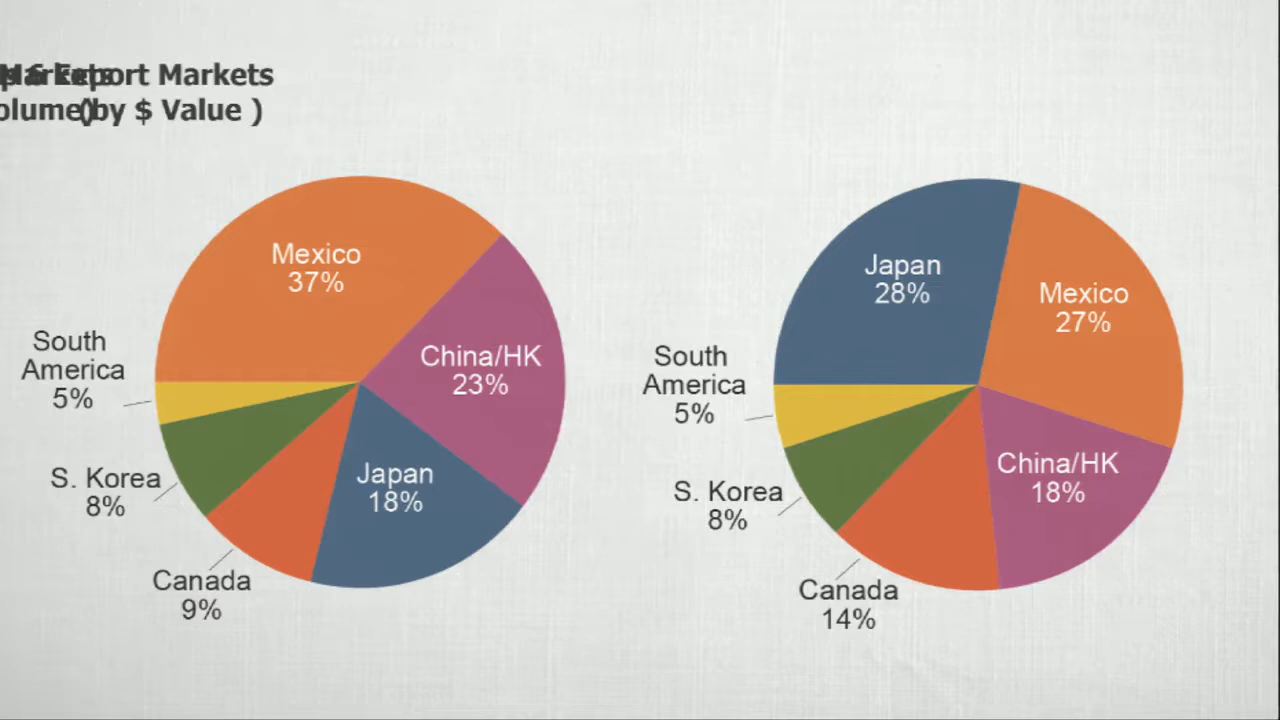 Export Markets
(by $ Value )
Mexico
37%
China/HK
23%
Japan
18%
Canada
9%
S. Korea
8%
South
America
5%
Japan
28%
Mexico
27%
China/HK
18%
Canada
14%
S. Korea
8%
South
America
5%